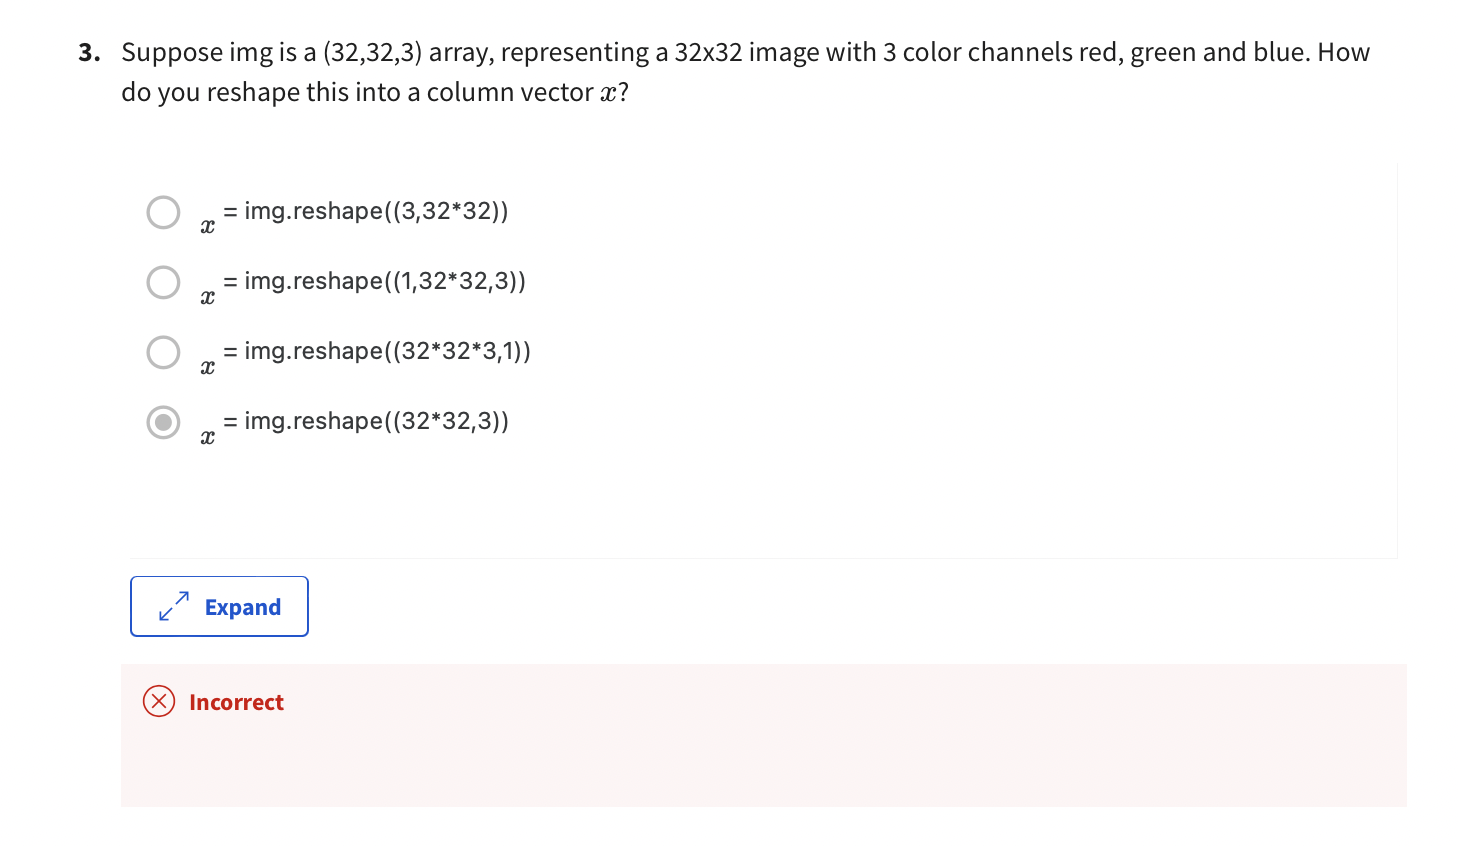 3. Suppose img is a (32,32,3) array, representing a 32x32 image with 3 color channels red, green and blue. How
do you reshape this into a column vector x?
x = img.reshape((3,32*32))
x = img.reshape((1,32*32,3))
x = img.reshape((32*32*3,1))
x = img.reshape((32*32,3))
Expand
Incorrect